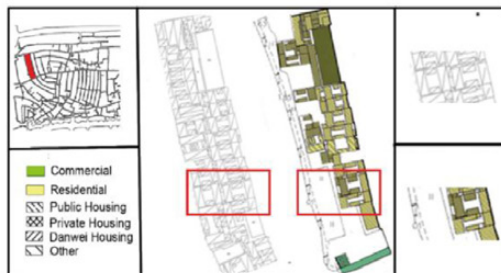 Commercial
Residential
Public Housing
Private Housing
Danwei Housing
Other